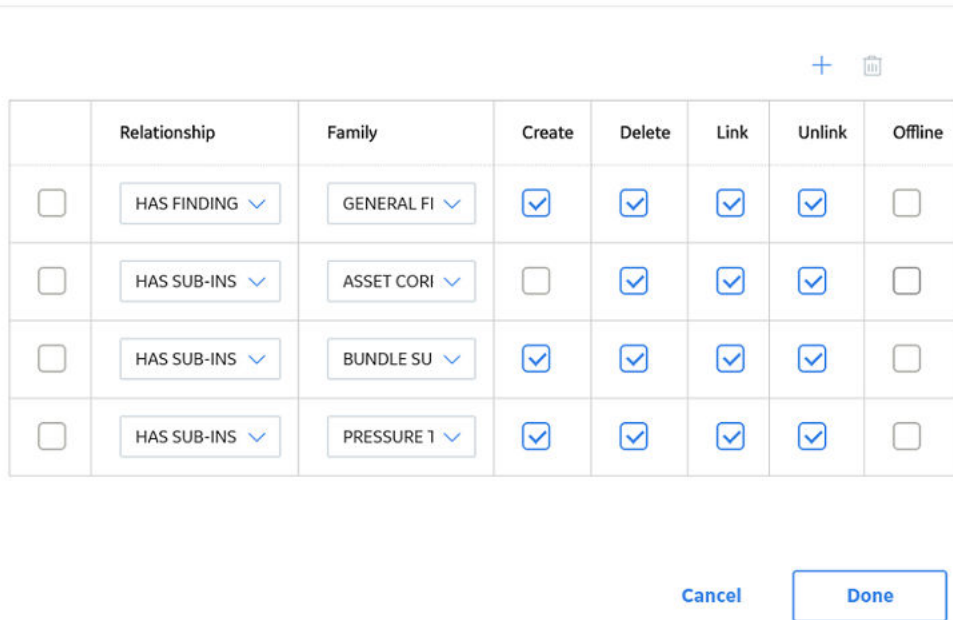 Relationship Family Create Delete Link Unlink Offline
HAS FINDING GENERAL FI
HAS SUB-INS ASSET CORI
HAS SUB-INS BUNDLE SU
HAS SUB-INS PRESSURE
Cancel Done